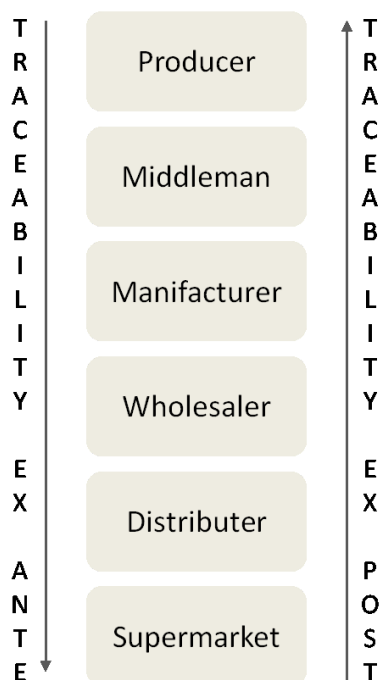 TRACEABILITY EX ANTE
Producer
Middleman
Manifacturer
Wholesaler
Distributer
Supermarket
TRACEABILITY EX POST